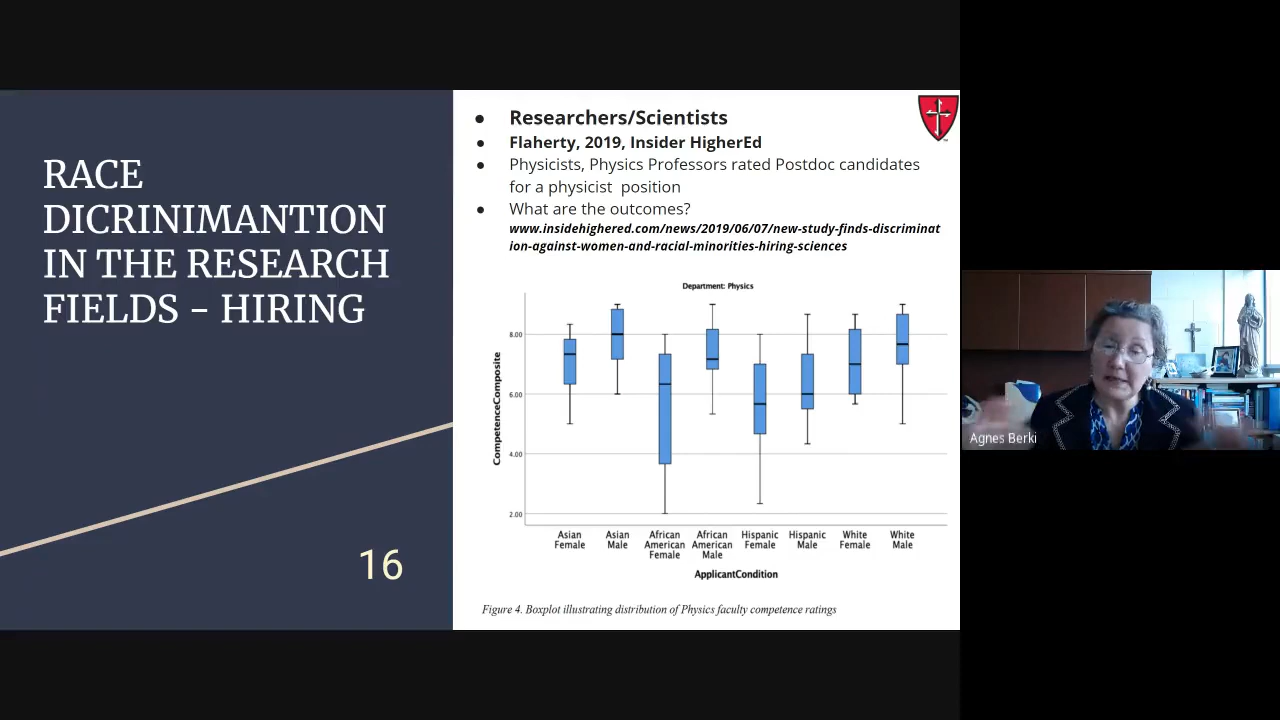 RACE
DICRINIMANTION
IN THE RESEARCH
FIELDS – HIRING
16
● Researchers/Scientists
● Flaherty, 2019, Insider HigherEd
● Physicists, Physics Professors rated Postdoc candidates
for a physicist position
● What are the outcomes?
www.insidehighered.com/news/2019/06/07/new-study-finds-discriminat
ion-against-women-and-racial-minorities-hiring-sciences
Department: Physics
CompetenceComposite
8.00
6.00
4.00
2.00
Asian Female
Asian Male
African American Female
African American Male
Hispanic Female
Hispanic Male
White Female
White Male
ApplicantCondition
Figure 4. Boxplot illustrating distribution of Physics faculty competence ratings
Agnes Berki